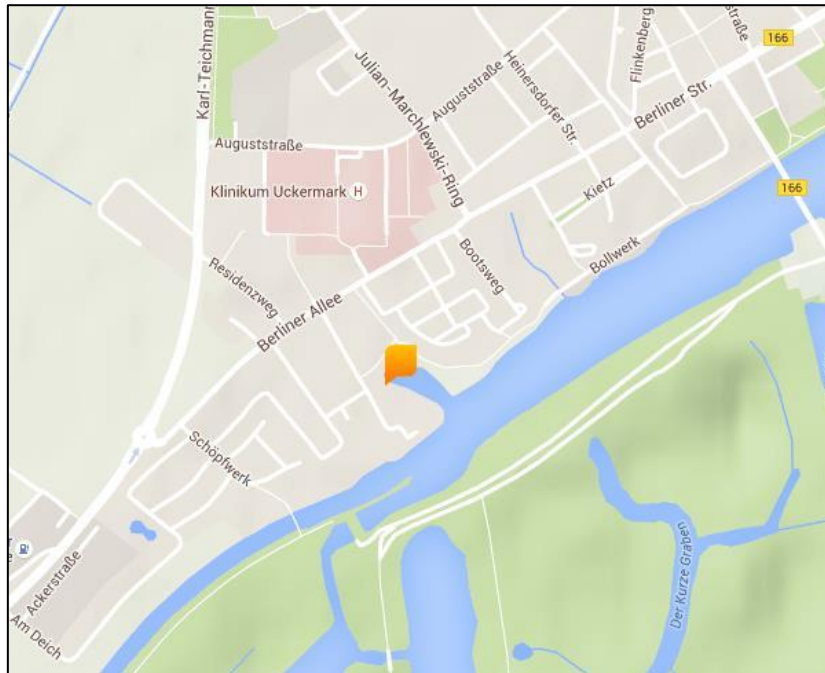 166
Karl-Teichmann
Julian-Marchlewski-Ring
Auguststraße
Heinersdorfer Str.
Flinkenberg
straße
Berliner Str.
Auguststraße
Klinikum Uckermark H
Kietz
166
Residenzweg
Bootsweg
Bollwerk
Berliner Allee
Schöpfwerk
Ackerstraße
Am Deich
Der Kurze Graben